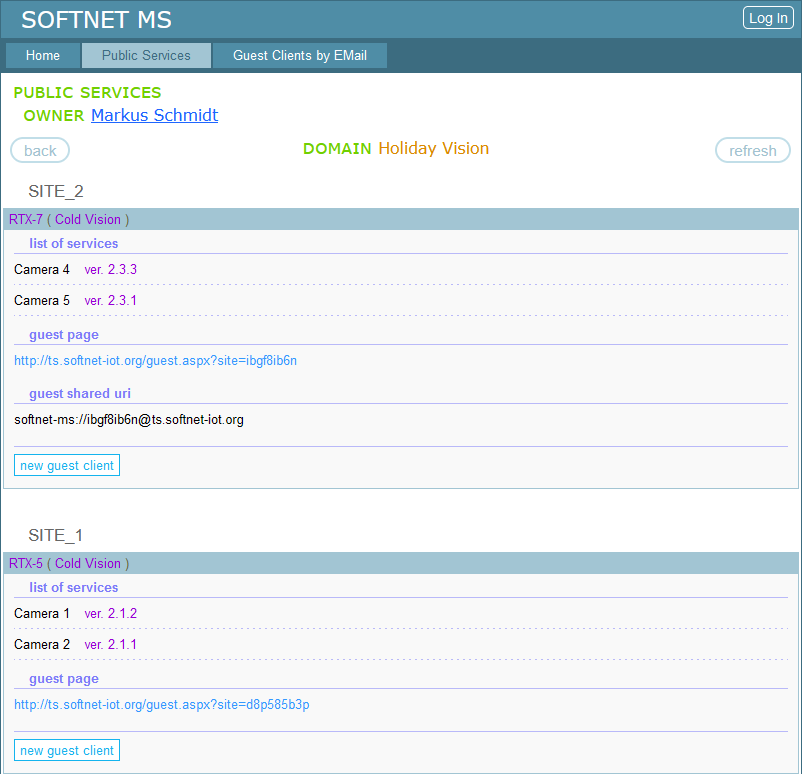 SOFTNET MS
Log In
Home
Public Services
Guest Clients by EMail
PUBLIC SERVICES
OWNER Markus Schmidt
back
DOMAIN Holiday Vision
refresh
SITE_2
RTX-7 ( Cold Vision )
list of services
Camera 4 ver. 2.3.3
Camera 5 ver. 2.3.1
guest page
http://ts.softnet-iot.org/guest.aspx?site=ibgf8ib6n
guest shared uri
softnet-ms://ibgf8ib6n@ts.softnet-iot.org
new guest client
SITE_1
RTX-5 ( Cold Vision )
list of services
Camera 1 ver. 2.1.2
Camera 2 ver. 2.1.1
guest page
http://ts.softnet-iot.org/guest.aspx?site=d8p585b3p
new guest client